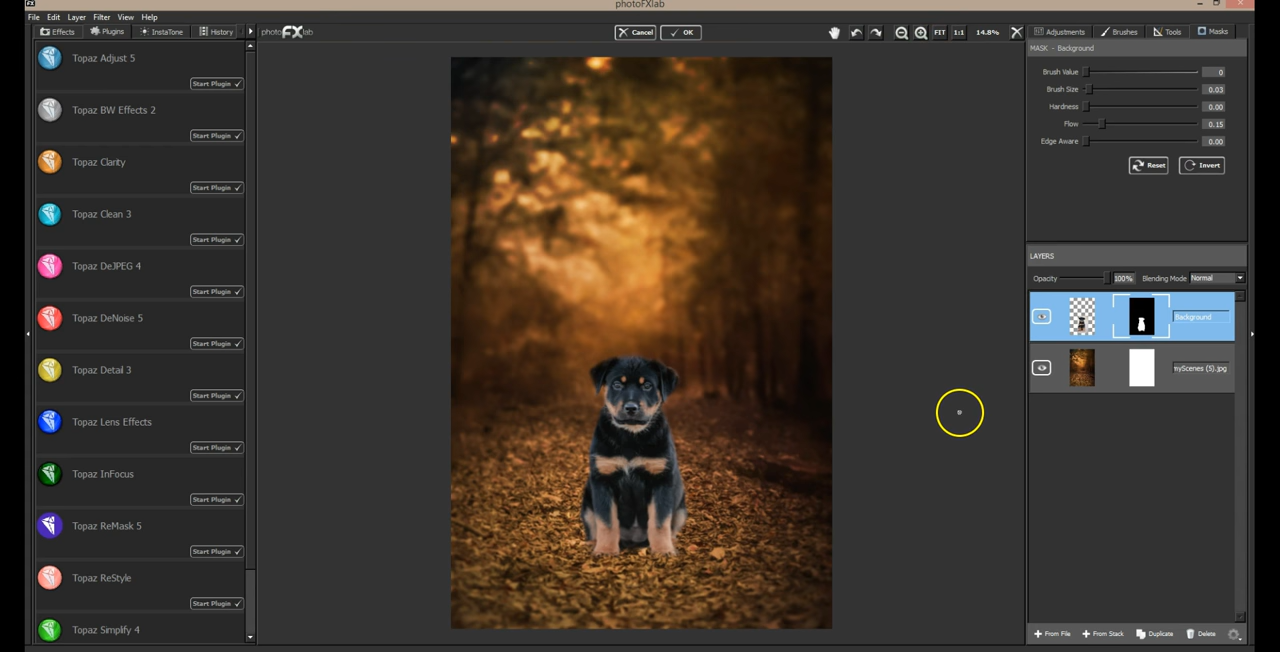 FX photoFXlab
File Edit Layer Filter View Help
Effects Plugins InstaTone History photoFXlab Cancel OK FIT 1:1 14.8% Adjustments Brushes Tools Masks
Topaz Adjust 5
Start Plugin
Topaz BW Effects 2
Start Plugin
Topaz Clarity
Start Plugin
Topaz Clean 3
Start Plugin
Topaz DeJPEG 4
Start Plugin
Topaz DeNoise 5
Start Plugin
Topaz Detail 3
Start Plugin
Topaz Lens Effects
Start Plugin
Topaz InFocus
Start Plugin
Topaz ReMask 5
Start Plugin
Topaz ReStyle
Start Plugin
Topaz Simplify 4
MASK - Background
Brush Value 0
Brush Size 0.03
Hardness 0.00
Flow 0.15
Edge Aware 0.00
Reset Invert
LAYERS
Opacity 100% Blending Mode Normal
Background
myScenes (5).jpg
From File From Stack Duplicate Delete